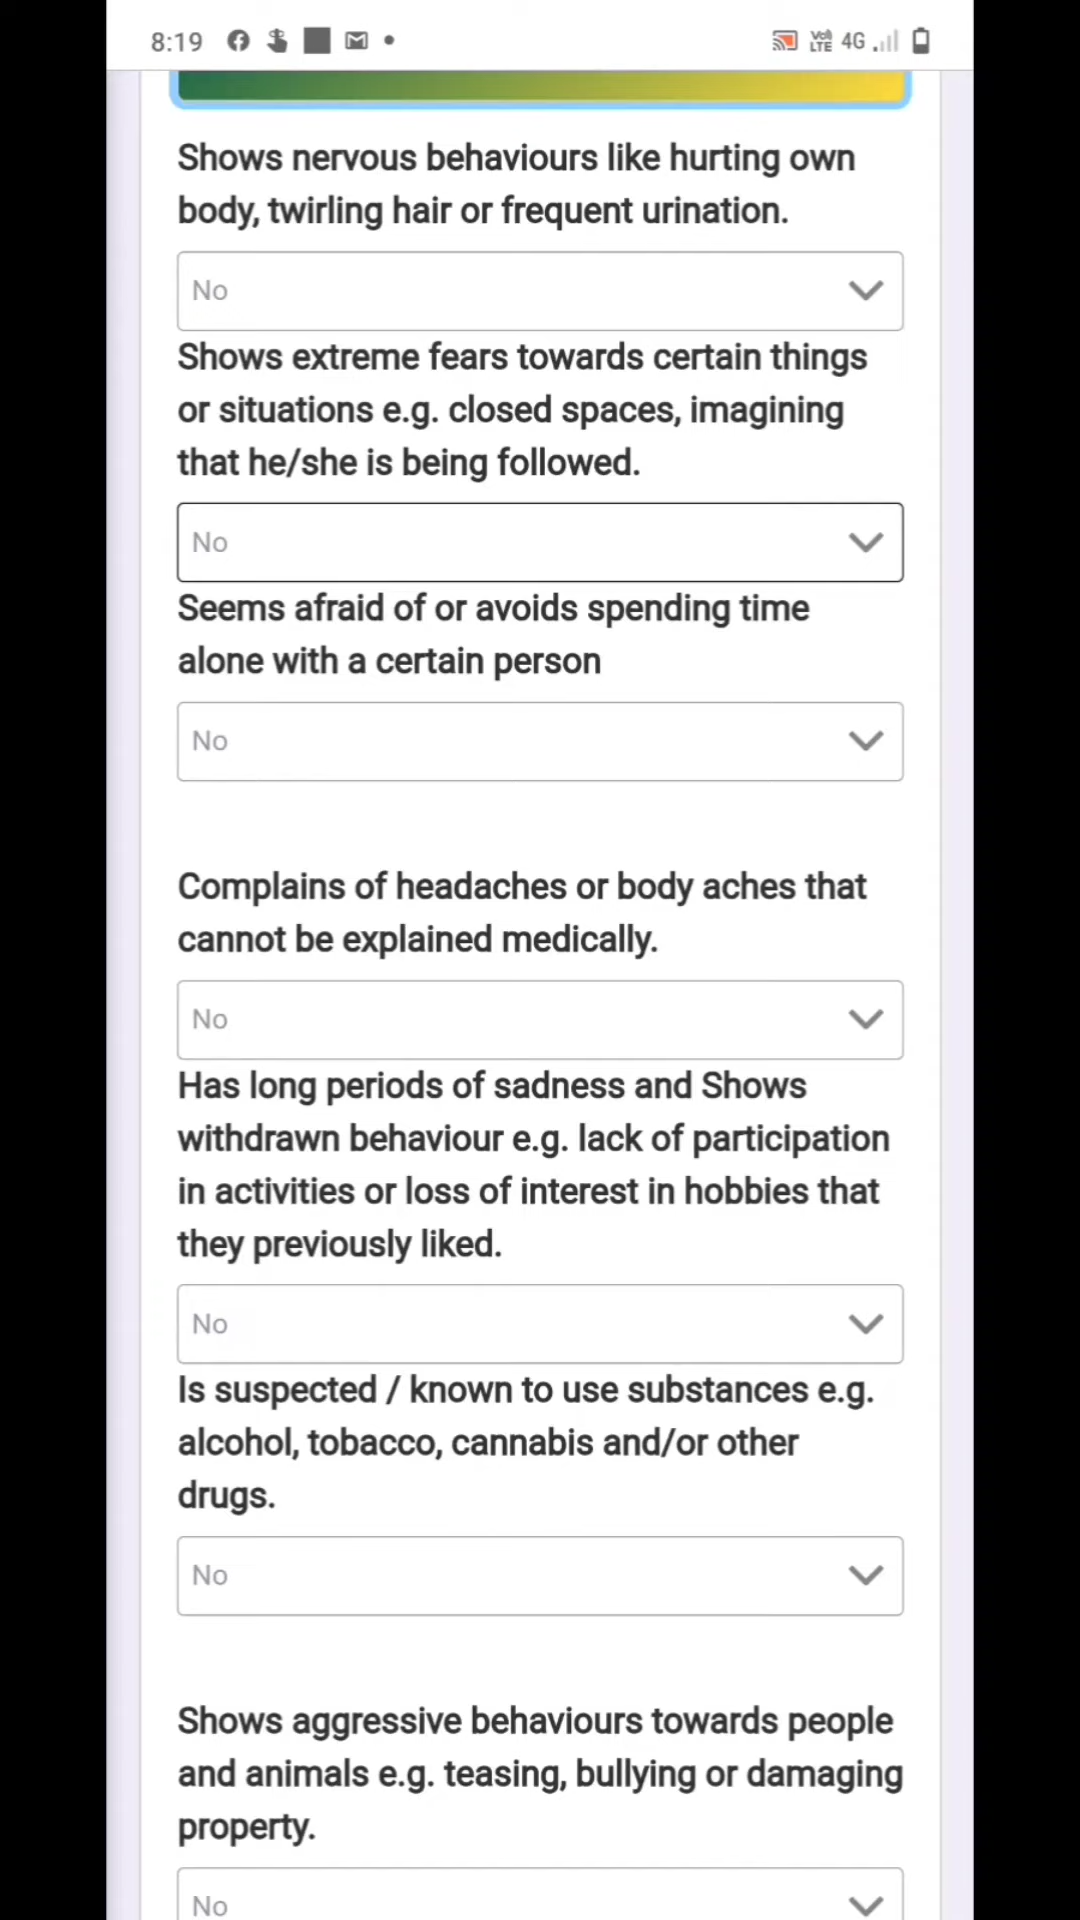 8:19
Vo) 4G
LTE
Shows nervous behaviours like hurting own
body, twirling hair or frequent urination.
No
Shows extreme fears towards certain things
or situations e.g. closed spaces, imagining
that he/she is being followed.
No
Seems afraid of or avoids spending time
alone with a certain person
No
Complains of headaches or body aches that
cannot be explained medically.
No
Has long periods of sadness and Shows
withdrawn behaviour e.g. lack of participation
in activities or loss of interest in hobbies that
they previously liked.
No
Is suspected / known to use substances e.g.
alcohol, tobacco, cannabis and/or other
drugs.
No
Shows aggressive behaviours towards people
and animals e.g. teasing, bullying or damaging
property.
No